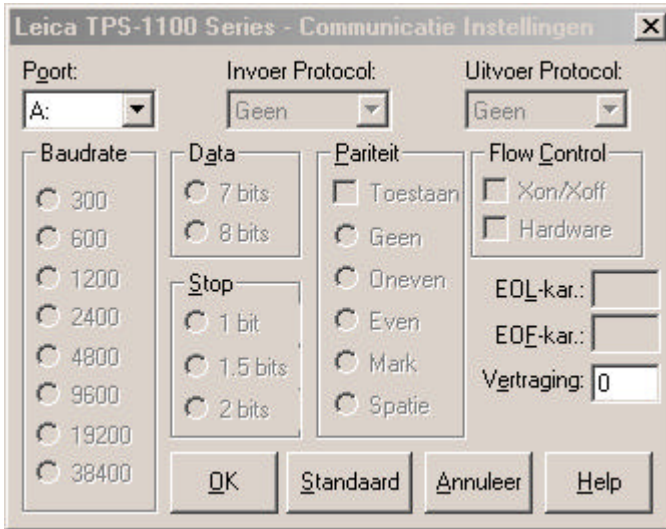 Leica TPS-1100 Series - Communicatie Instellingen
Poort:
Invoer Protocol:
Uitvoer Protocol:
A:
Geen
Geen
Baudrate
300
600
1200
2400
4800
9600
19200
38400
Data
7 bits
8 bits
Stop
1 bit
1.5 bits
2 bits
Pariteit
Toestaan
Geen
Oneven
Even
Mark
Spatie
Flow Control
Xon/Xoff
Hardware
EOL-kar.:
EOF-kar.:
Vertraging: 0
OK
Standaard
Annuleer
Help